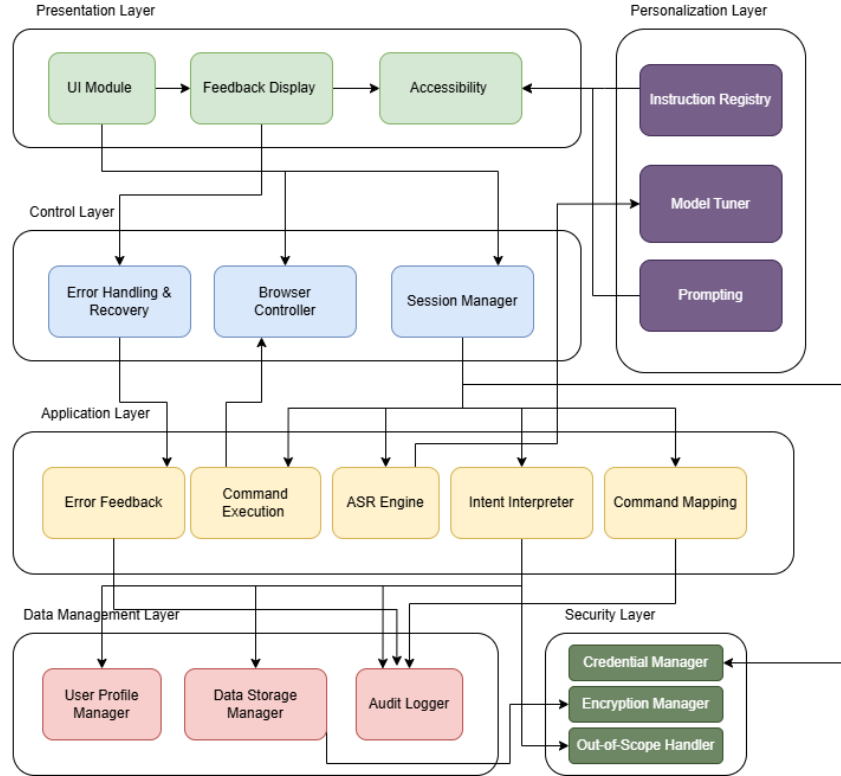 Presentation Layer
Personalization Layer
UI Module
Feedback Display
Accessibility
Instruction Registry
Model Tuner
Prompting
Control Layer
Error Handling &
Recovery
Browser
Controller
Session Manager
Application Layer
Error Feedback
Command
Execution
ASR Engine
Intent Interpreter
Command Mapping
Data Management Layer
Security Layer
User Profile
Manager
Data Storage
Manager
Audit Logger
Credential Manager
Encryption Manager
Out-of-Scope Handler